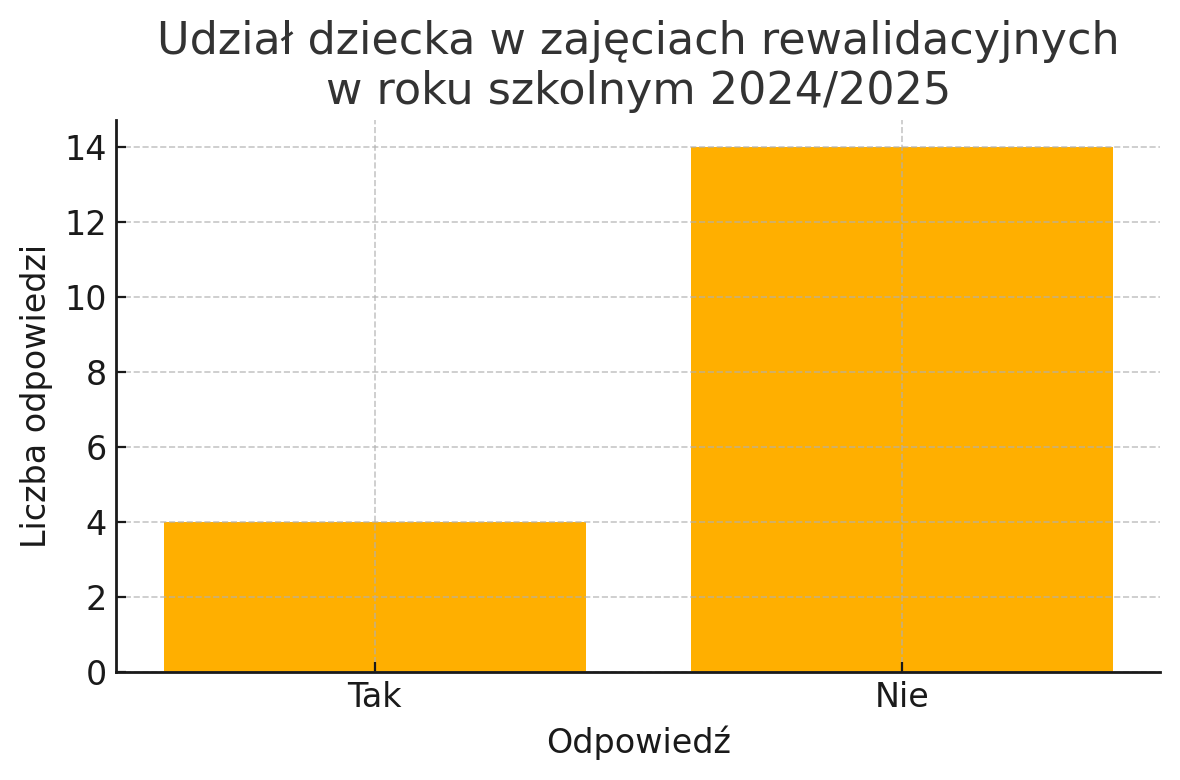 Udział dziecka w zajęciach rewalidacyjnych
w roku szkolnym 2024/2025
14
12
10
8
6
4
2
0
Liczba odpowiedzi
Tak
Nie
Odpowiedź